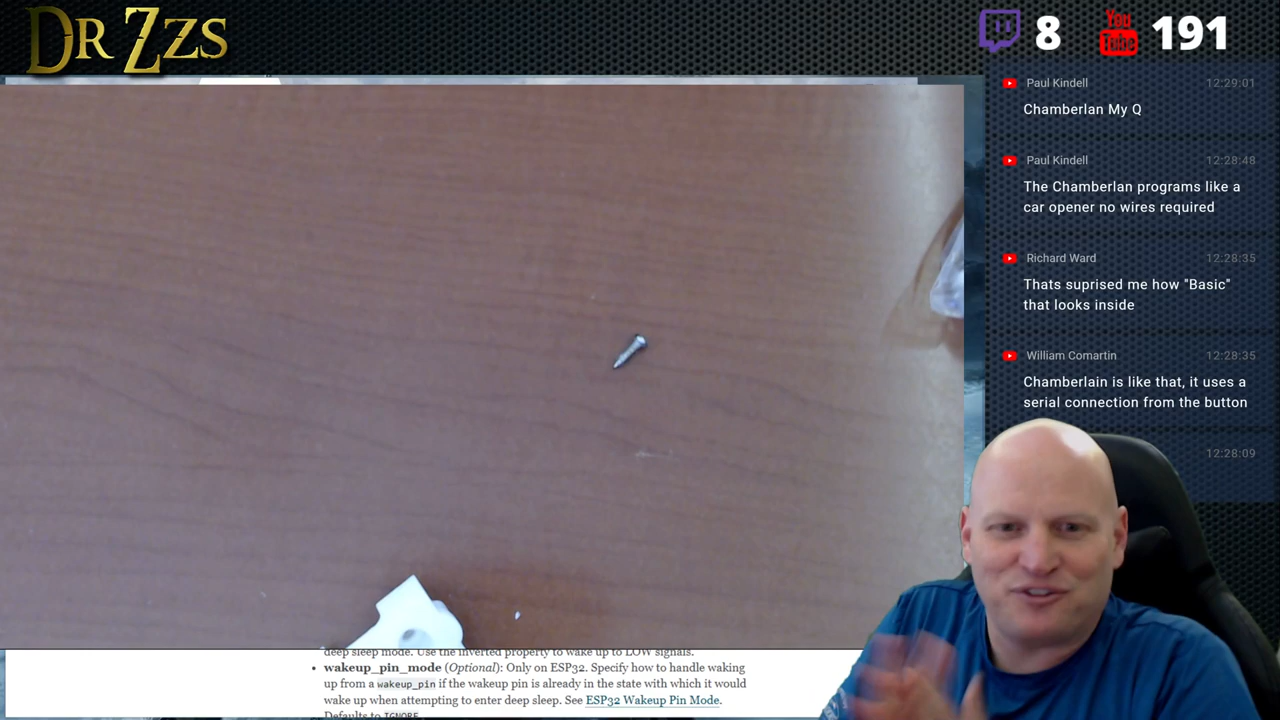 DR ZZS
8
You
Tube
191
Paul Kindell 12:29:01
Chamberlan My Q
Paul Kindell 12:28:48
The Chamberlan programs like a
car opener no wires required
Richard Ward 12:28:35
Thats suprised me how "Basic"
that looks inside
William Comartin 12:28:35
Chamberlain is like that, it uses a
serial connection from the button
12:28:09
deep sleep mode. Use the inverted property to wake up to LOW signals.
• wakeup_pin_mode (Optional): Only on ESP32. Specify how to handle waking
up from a wakeup_pin if the wakeup pin is already in the state with which it would
wake up when attempting to enter deep sleep. See ESP32 Wakeup Pin Mode.
Defaults to IGNORE